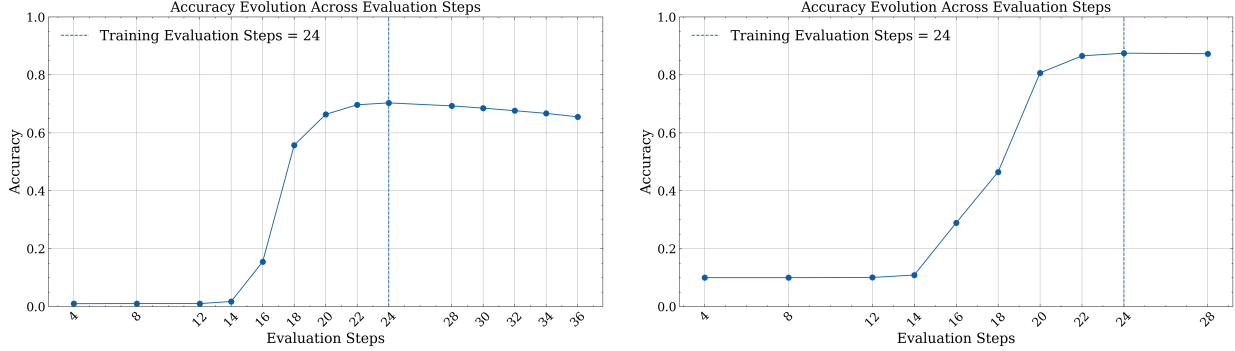 Accuracy Evolution Across Evaluation Steps
Training Evaluation Steps = 24
1.0
0.8
0.6
0.4
0.2
0.0
Accuracy
4 8 12 14 16 18 20 22 24 28 30 32 34 36
Evaluation Steps
Accuracy Evolution Across Evaluation Steps
Training Evaluation Steps = 24
1.0
0.8
0.6
0.4
0.2
0.0
Accuracy
4 8 12 14 16 18 20 22 24 28
Evaluation Steps